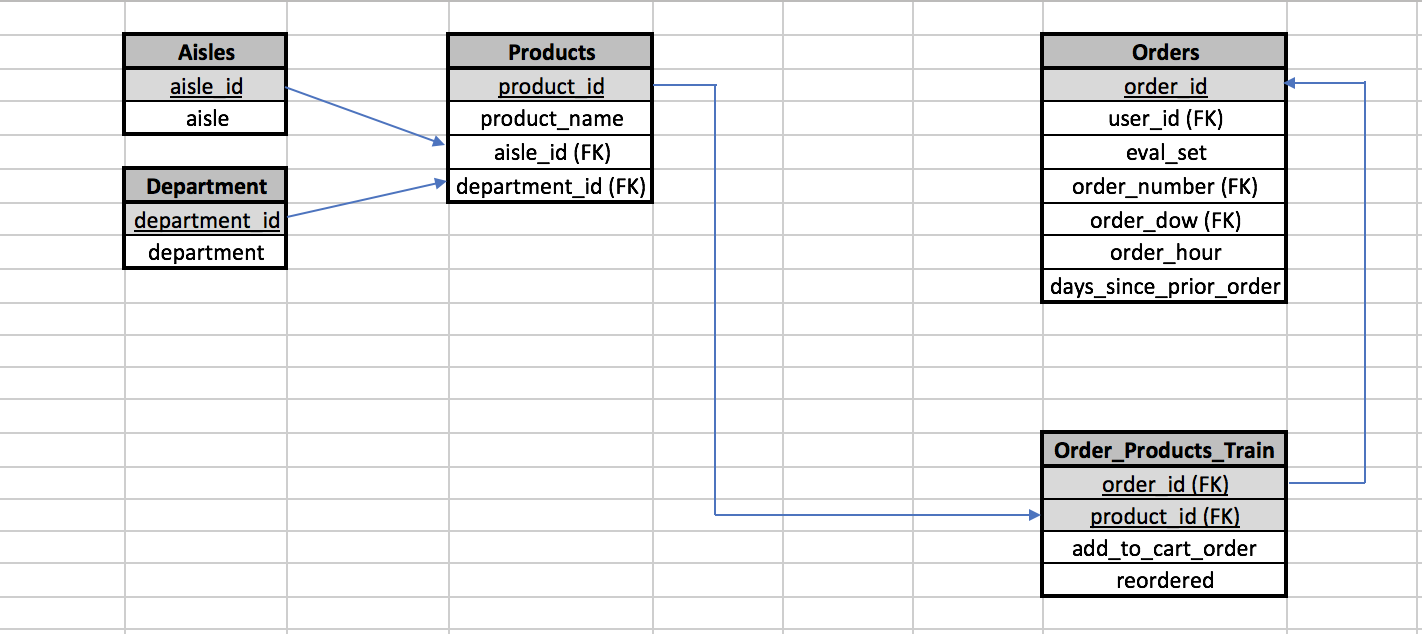 Aisles
aisle_id
aisle
Department
department_id
department
Products
product_id
product_name
aisle_id (FK)
department_id (FK)
Orders
order_id
user_id (FK)
eval_set
order_number (FK)
order_dow (FK)
order_hour
days_since_prior_order
Order_Products_Train
order_id (FK)
product_id (FK)
add_to_cart_order
reordered